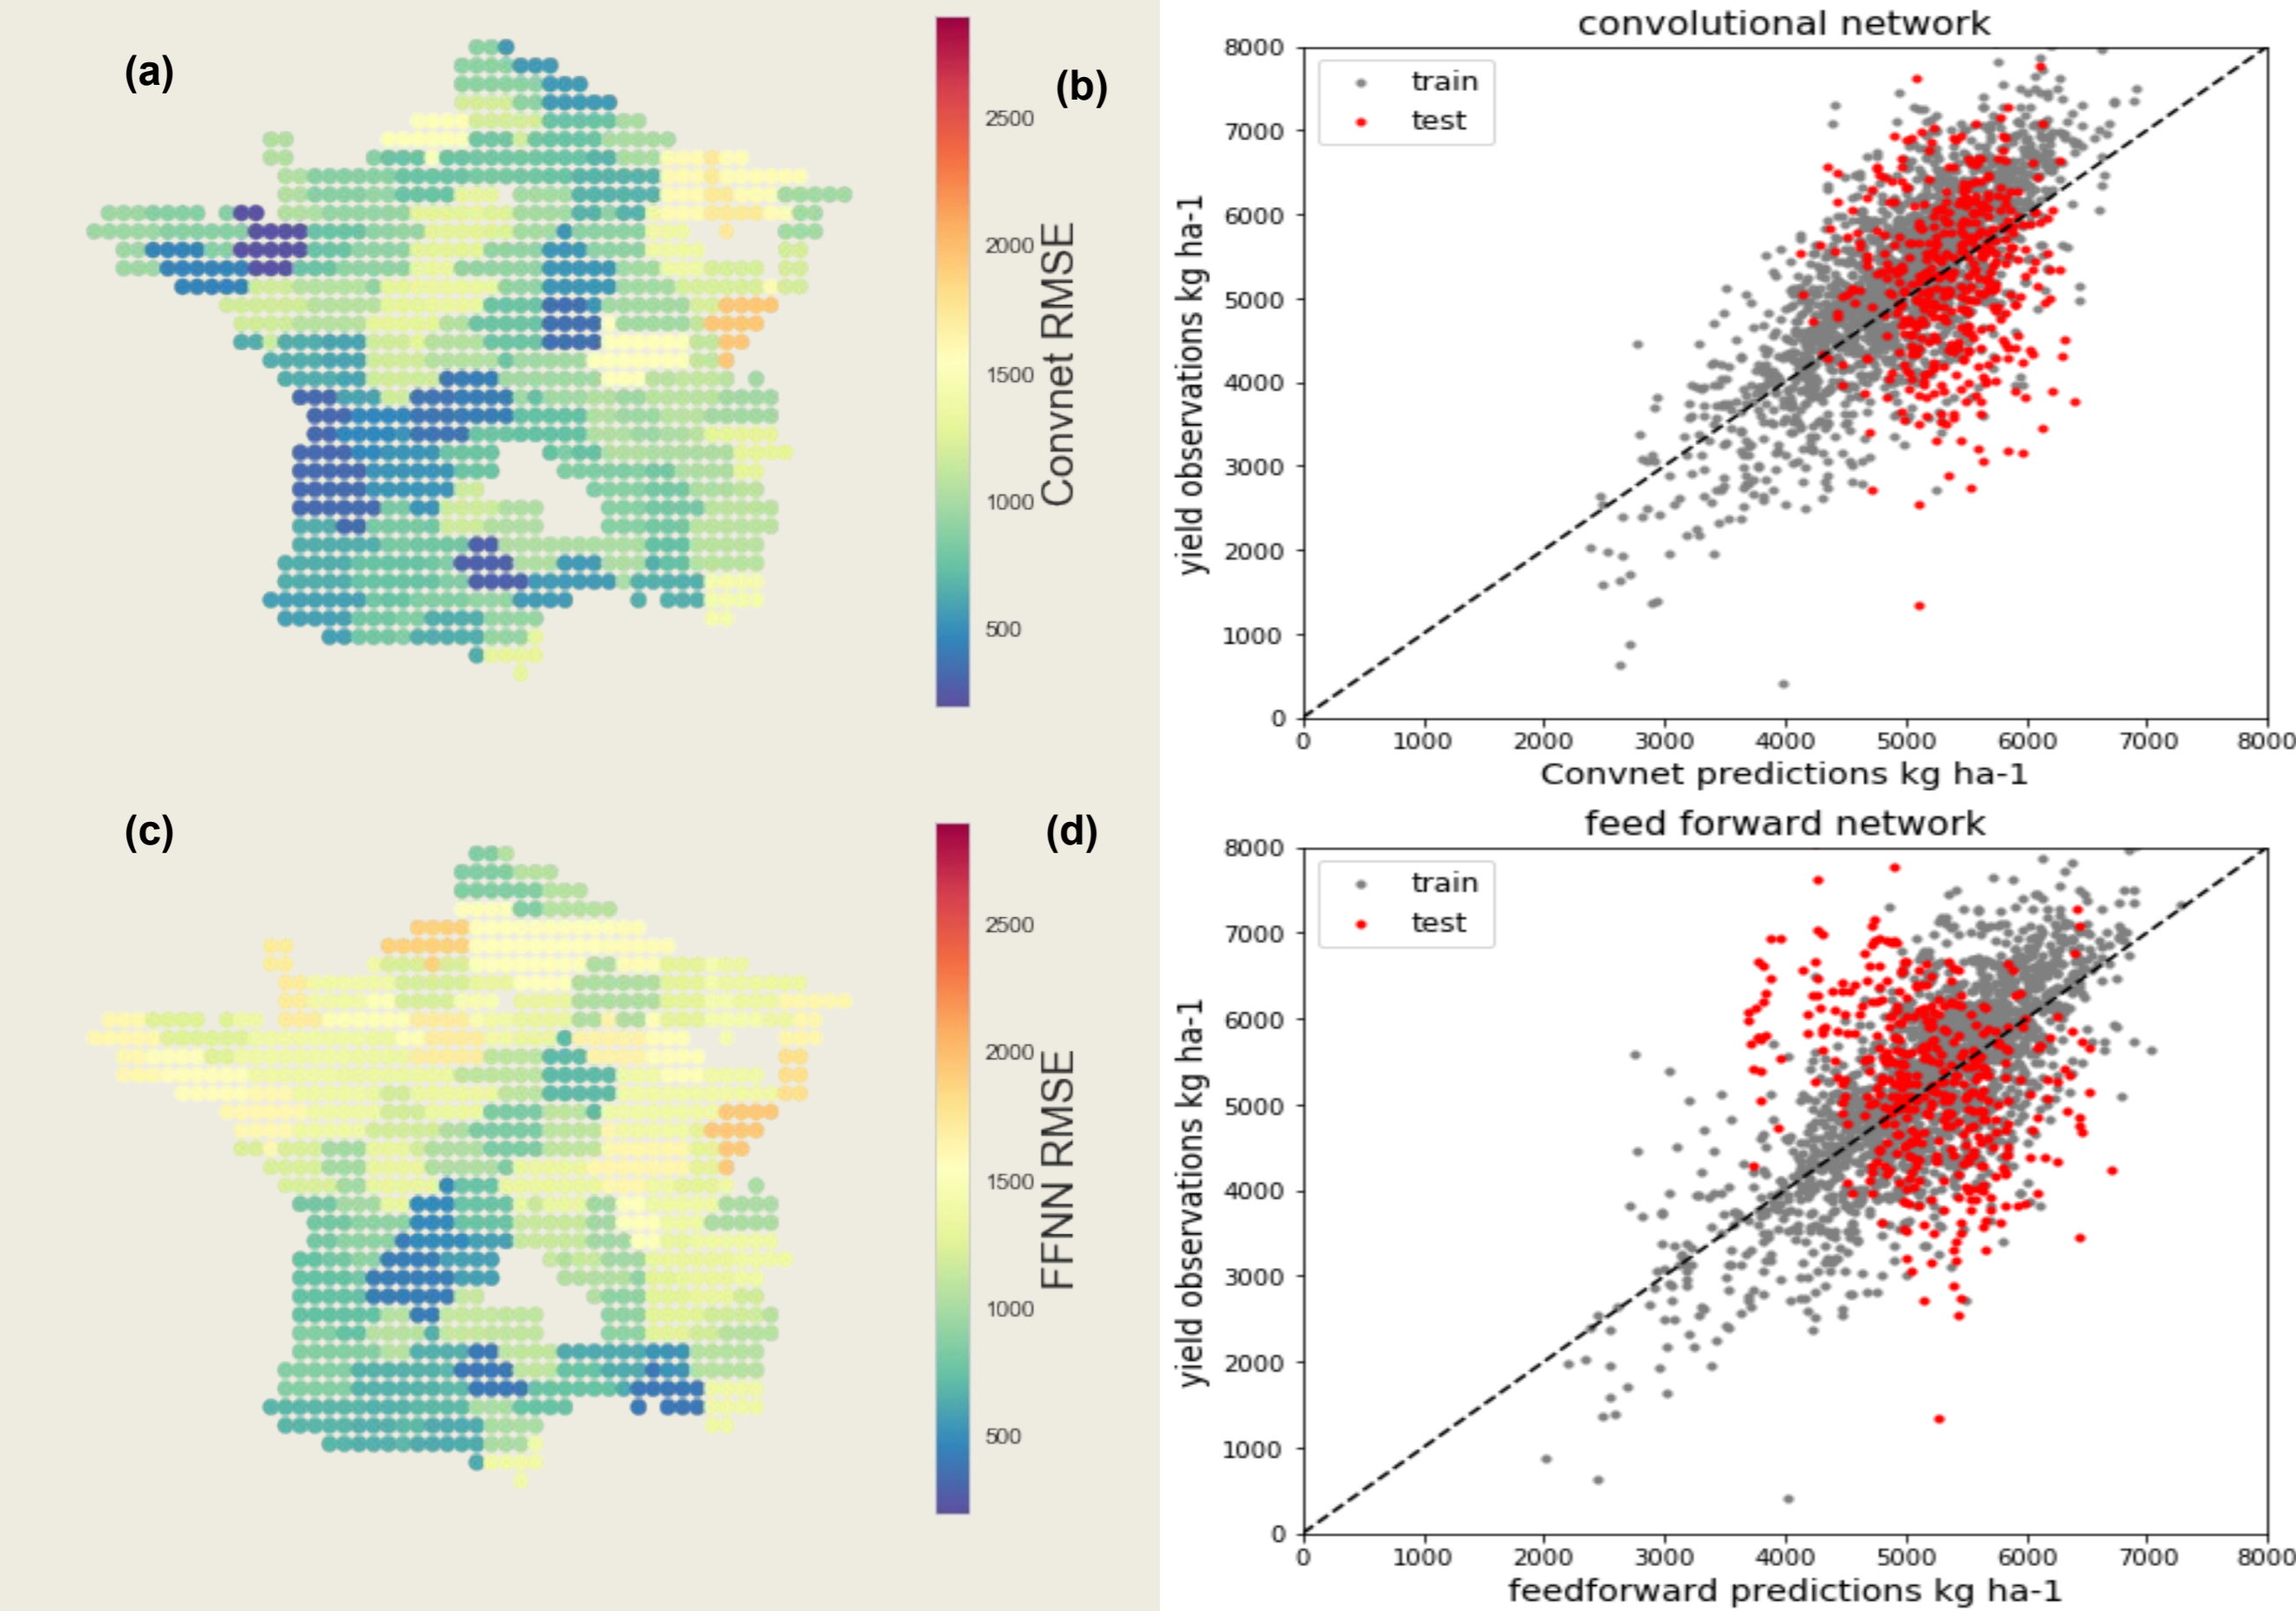 (a)
2500
2000
1500
1000
500
Convnet RMSE
(b)
convolutional network
train
test
8000
7000
6000
5000
4000
3000
2000
1000
0
yield observations kg ha-1
0 1000 2000 3000 4000 5000 6000 7000 8000
Convnet predictions kg ha-1
(c)
2500
2000
1500
1000
500
FFNN RMSE
(d)
feed forward network
train
test
8000
7000
6000
5000
4000
3000
2000
1000
0
yield observations kg ha-1
0 1000 2000 3000 4000 5000 6000 7000 8000
feedforward predictions kg ha-1